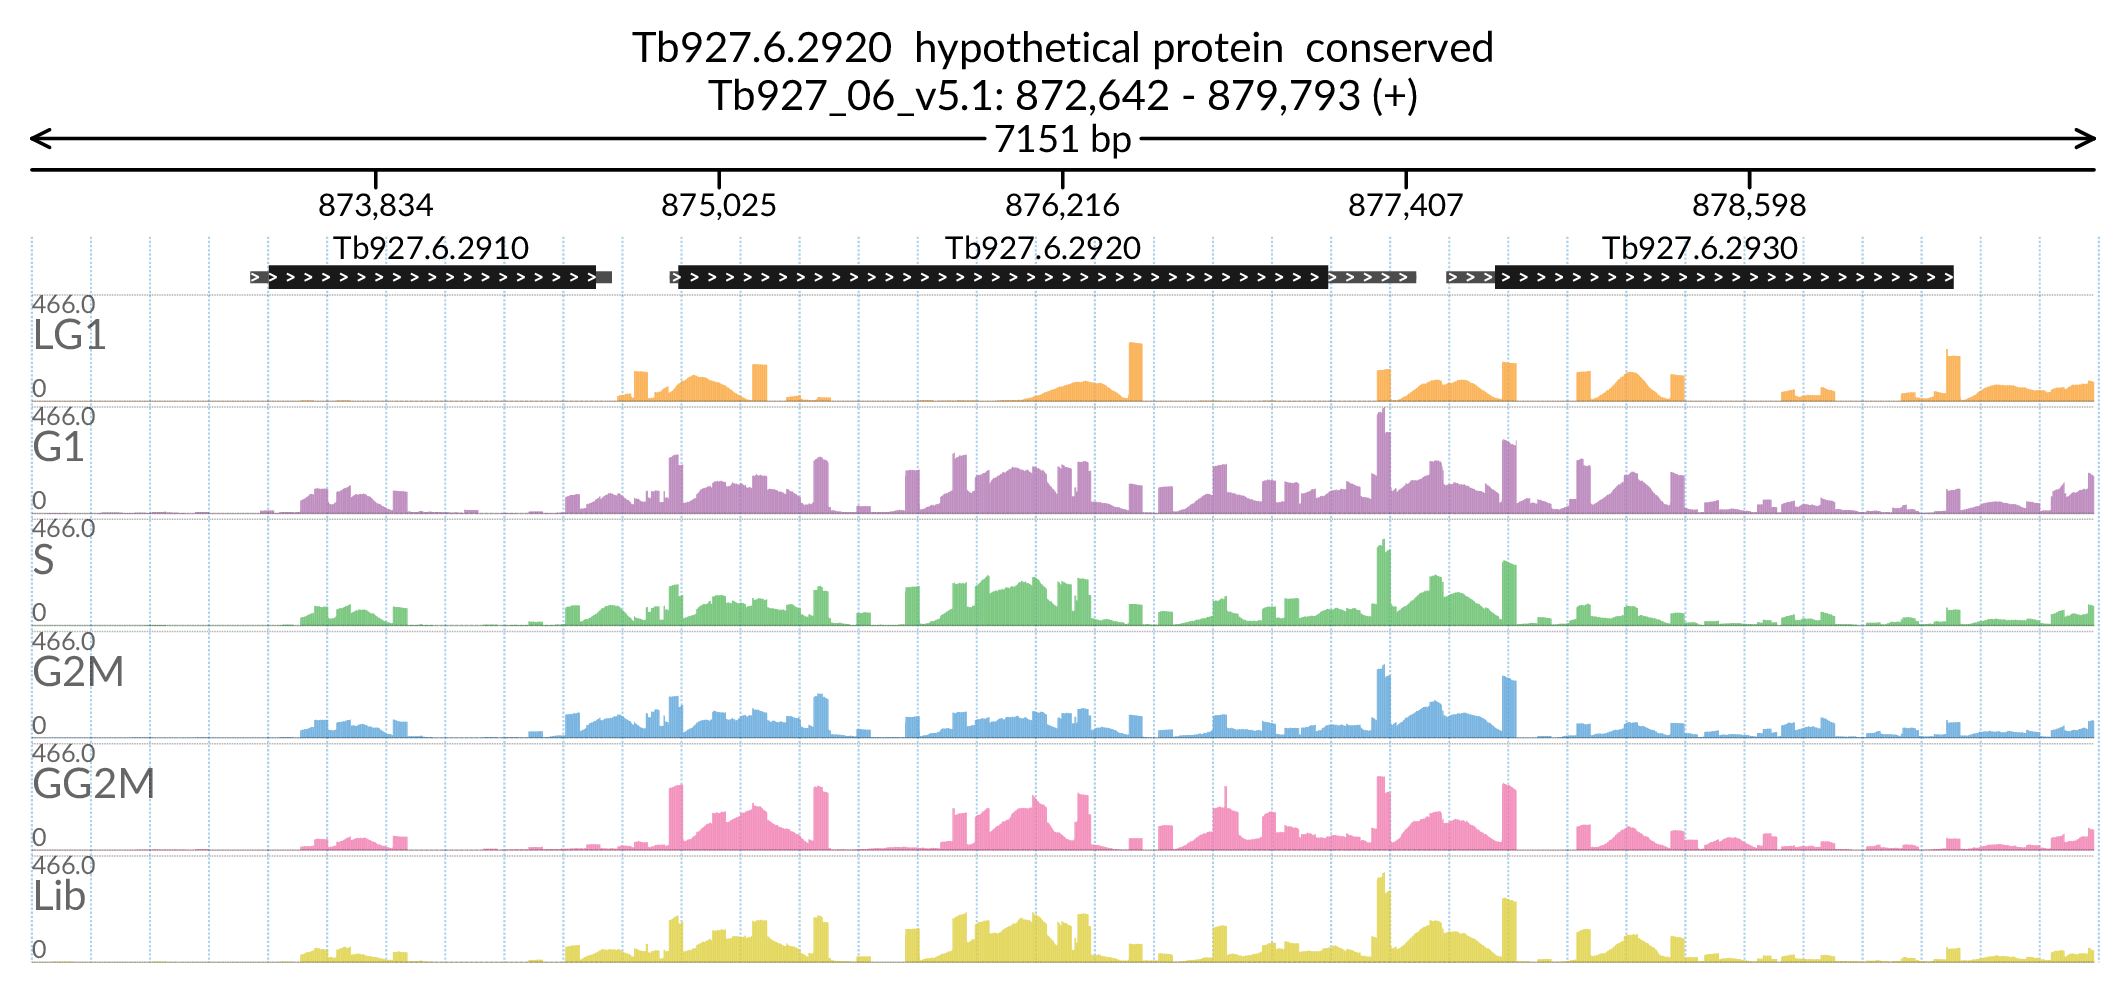 Tb927.6.2920  hypothetical protein  conserved
Tb927_06_v5.1: 872,642 - 879,793 (+)
7151 bp
873,834 875,025 876,216 877,407 878,598
Tb927.6.2910 Tb927.6.2920 Tb927.6.2930
466.0
LG1
0
466.0
G1
0
466.0
S
0
466.0
G2M
0
466.0
GG2M
0
466.0
Lib
0